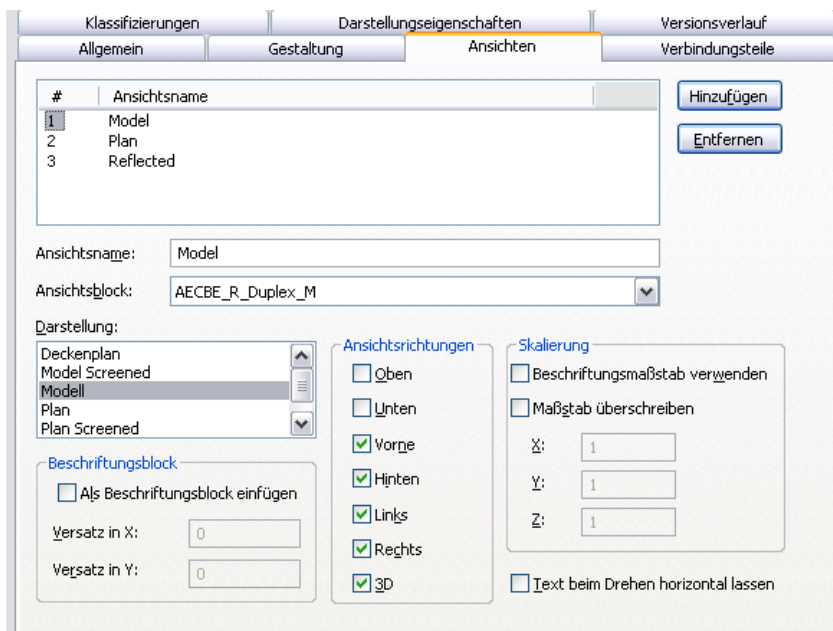 Klassifizierungen Darstellungseigenschaften Versionsverlauf
Allgemein Gestaltung Ansichten Verbindungsteile
# Ansichtsname
1 Model
2 Plan
3 Reflected
Hinzufügen
Entfernen
Ansichtsname: Model
Ansichtsblock: AECBE_R_Duplex_M
Darstellung:
Deckenplan
Model Screened
Modell
Plan
Plan Screened
Beschriftungsblock
Als Beschriftungsblock einfügen
Versatz in X: 0
Versatz in Y: 0
Ansichtsrichtungen
Oben
Unten
Vorne
Hinten
Links
Rechts
3D
Skalierung
Beschriftungsmaßstab verwenden
Maßstab überschreiben
X: 1
Y: 1
Z: 1
Text beim Drehen horizontal lassen